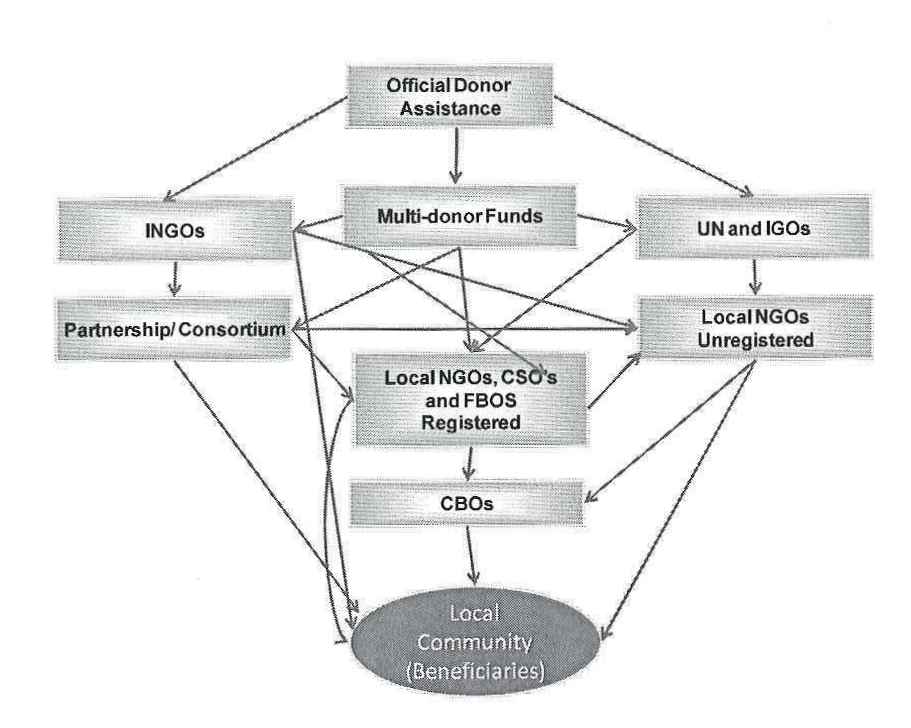 Official Donor
Assistance
INGOs
Multi-donor Funds
UN and IGOs
Partnership/ Consortium
Local NGOs
Unregistered
Local NGOs, CSO's
and FBOS
Registered
CBOs
Local
Community
(Beneficiaries)